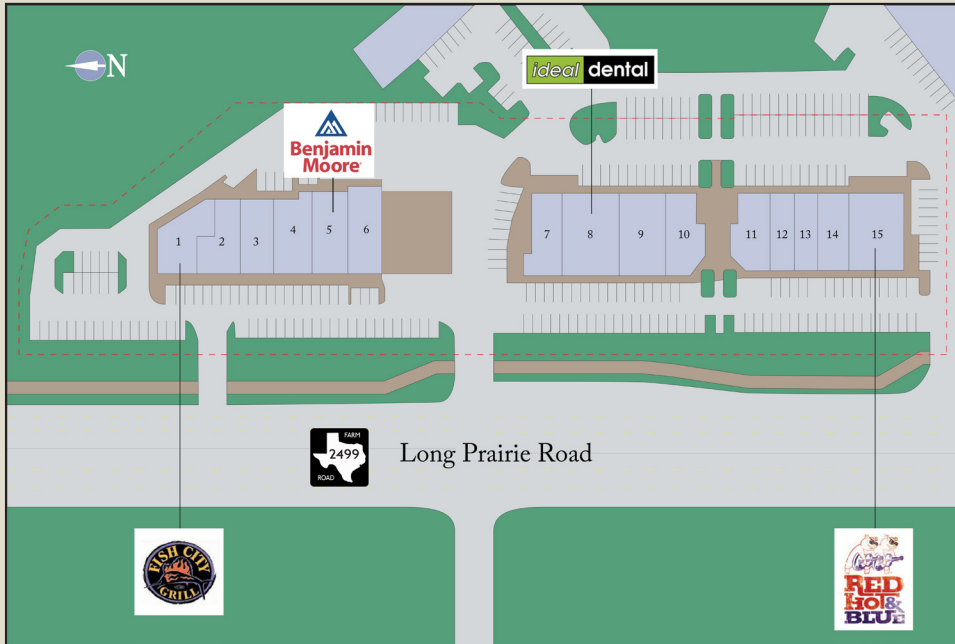 N
ideal dental
Benjamin
Moore
1 2 3 4 5 6
7 8 9 10
11 12 13 14 15
FARM
2499
ROAD
Long Prairie Road
FISH CITY
GRILL
RED
HOT&
BLUE